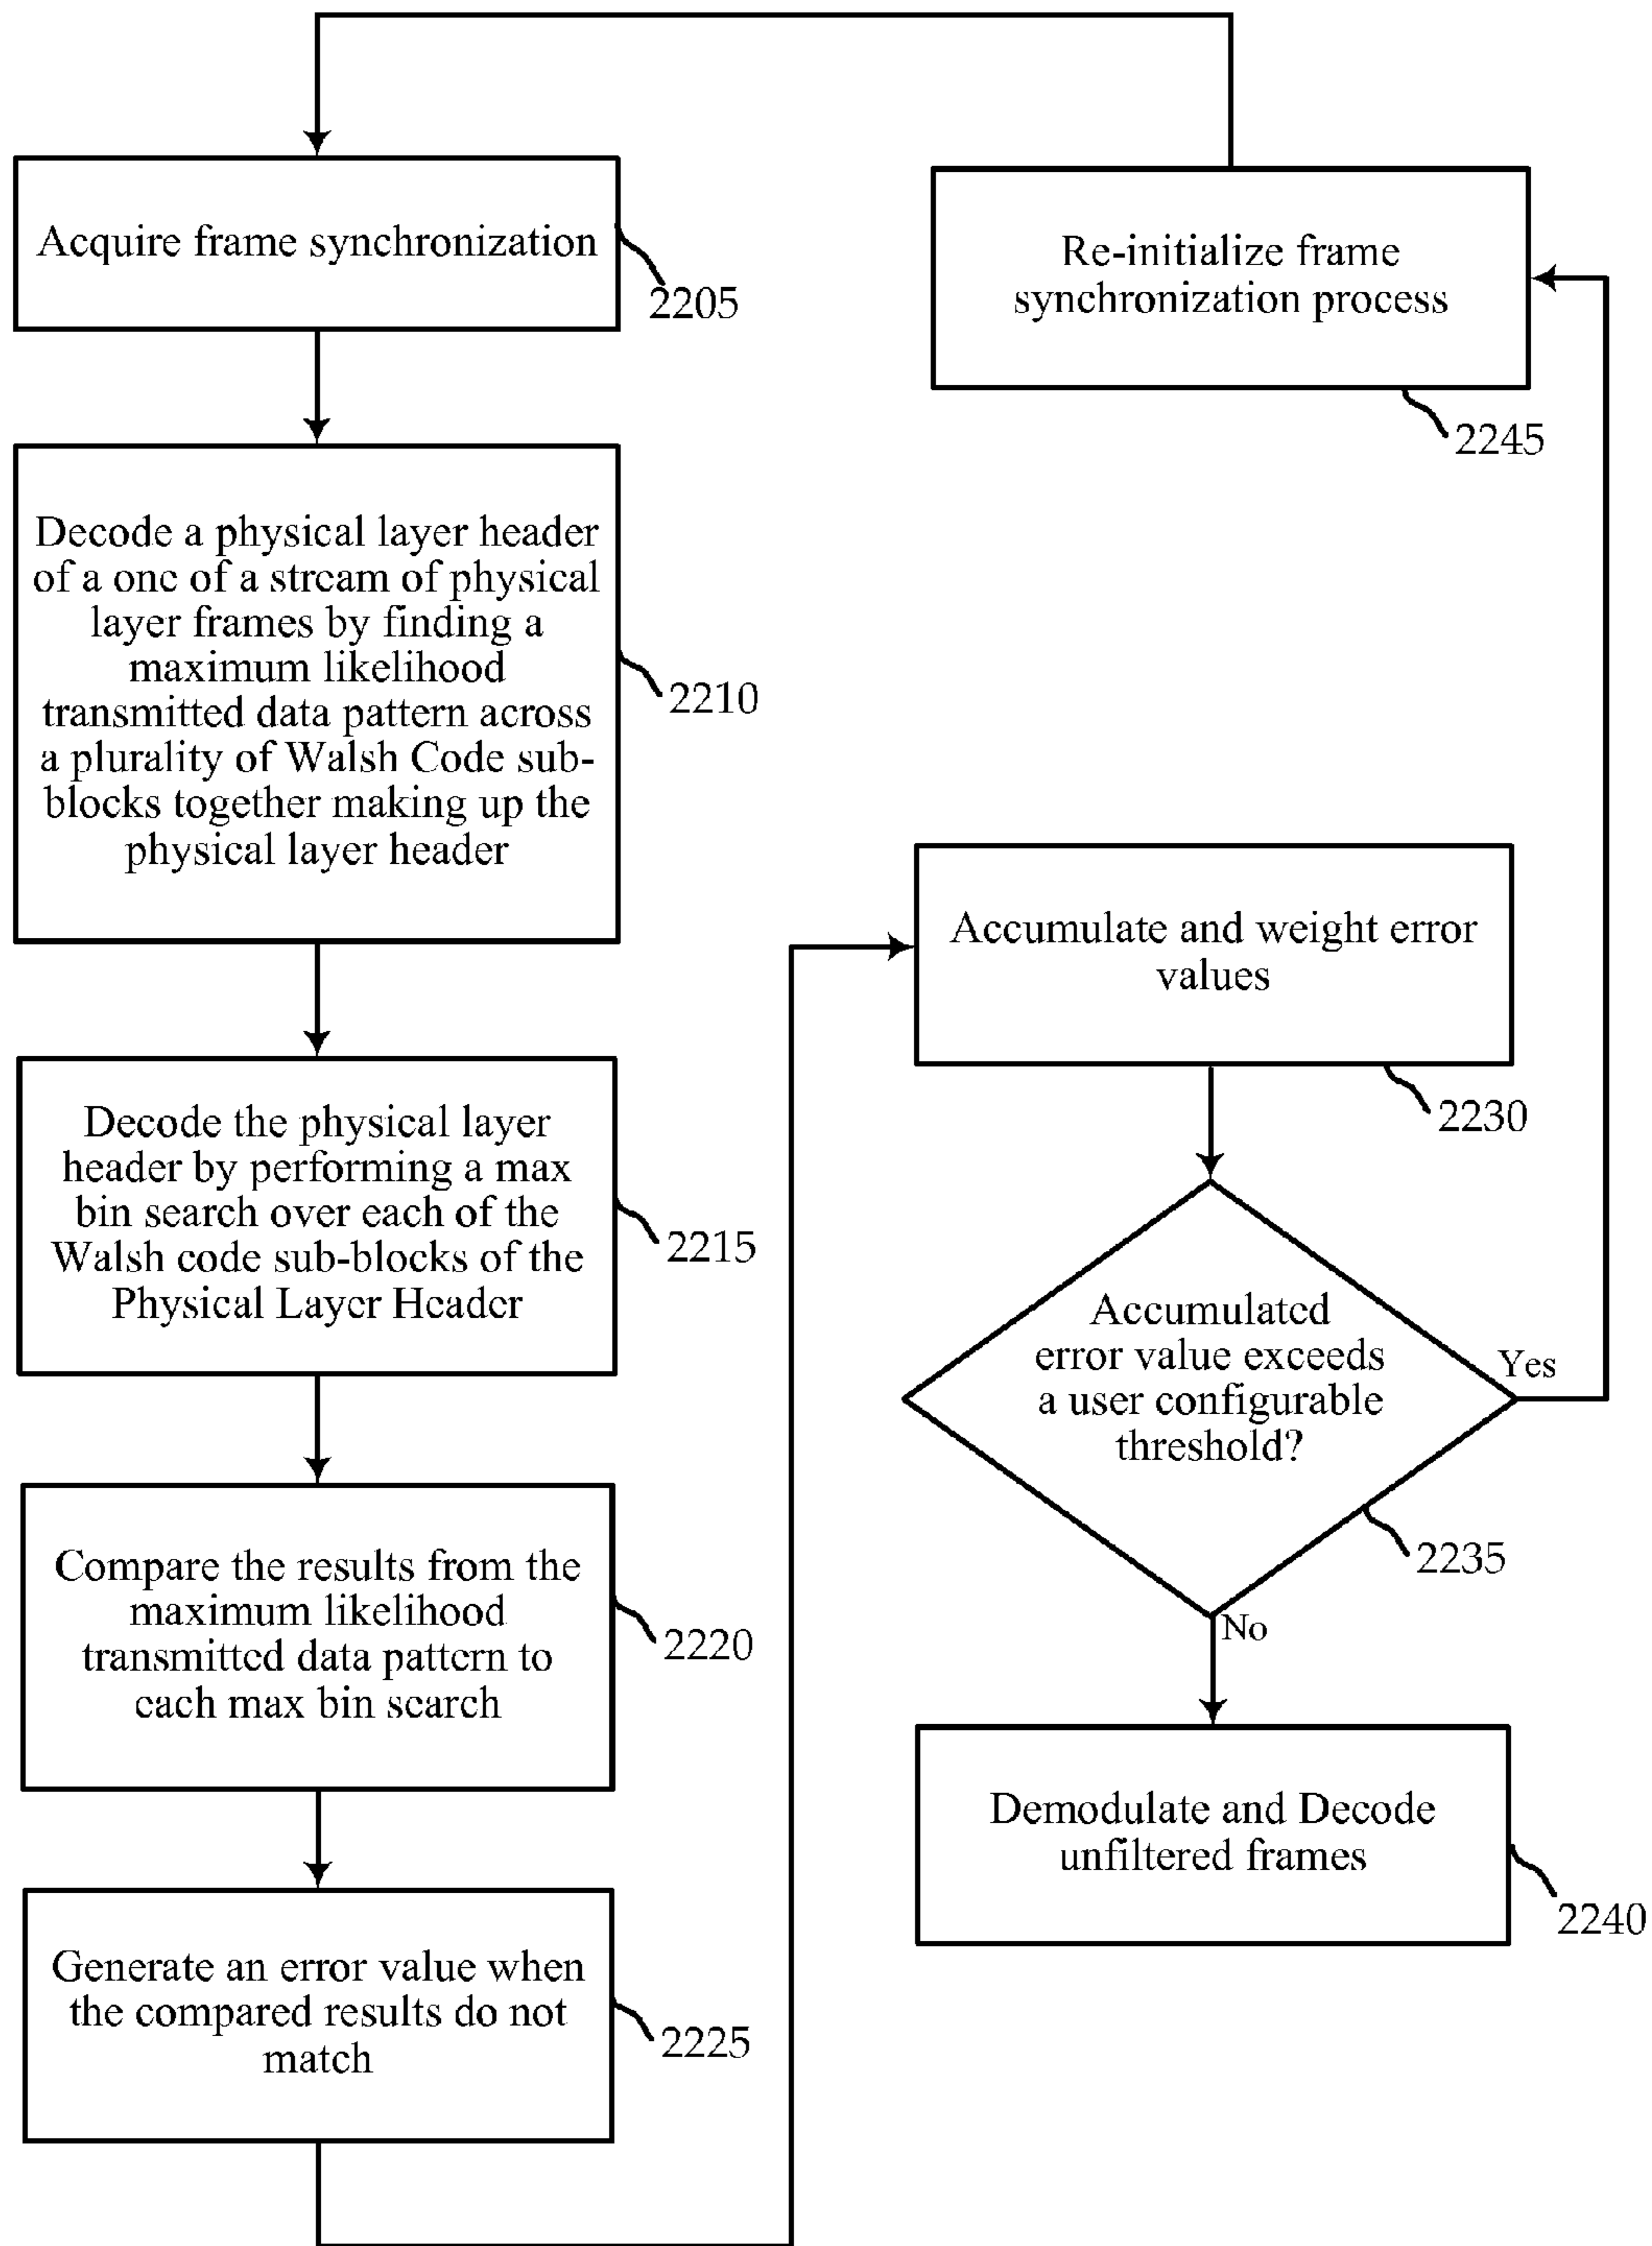 Acquire frame synchronization
2205
Decode a physical layer header
of a one of a stream of physical
layer frames by finding a
maximum likelihood
transmitted data pattern across
a plurality of Walsh Code sub-
blocks together making up the
physical layer header
2210
Decode the physical layer
header by performing a max
bin search over each of the
Walsh code sub-blocks of the
Physical Layer Header
2215
Compare the results from the
maximum likelihood
transmitted data pattern to
each max bin search
2220
Generate an error value when
the compared results do not
match
2225
Accumulate and weight error
values
2230
Accumulated
error value exceeds
a user configurable
threshold?
2235
Yes
No
Demodulate and Decode
unfiltered frames
2240
Re-initialize frame
synchronization process
2245